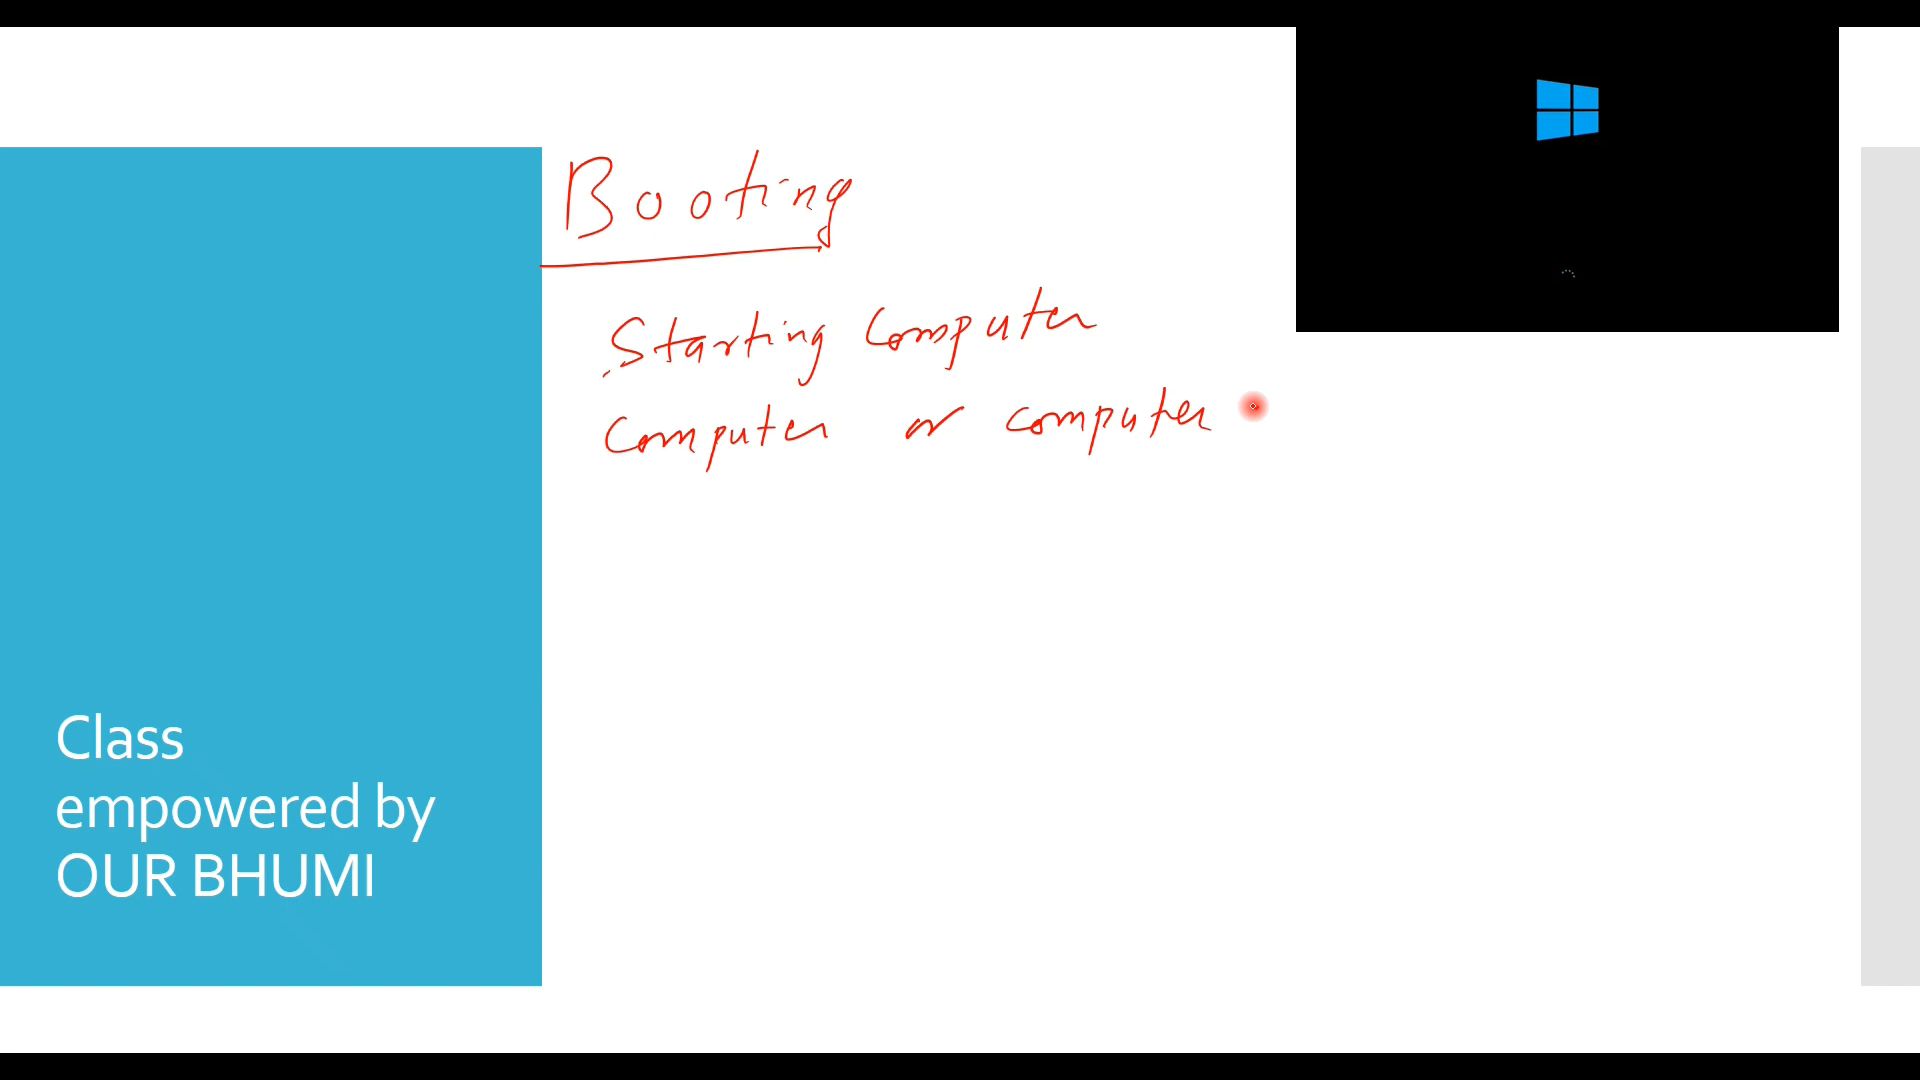 Booting
Starting Computer
Computer or computer
Class
empowered by
OUR BHUMI